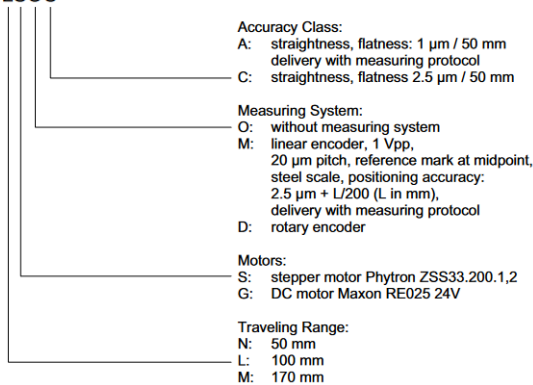 Accuracy Class:
A: straightness, flatness: 1 µm / 50 mm
delivery with measuring protocol
C: straightness, flatness 2.5 µm / 50 mm
Measuring System:
O: without measuring system
M: linear encoder, 1 Vpp,
20 µm pitch, reference mark at midpoint,
steel scale, positioning accuracy:
2.5 µm + L/200 (L in mm),
delivery with measuring protocol
D: rotary encoder
Motors:
S: stepper motor Phytron ZSS33.200.1,2
G: DC motor Maxon RE025 24V
Traveling Range:
N: 50 mm
L: 100 mm
M: 170 mm